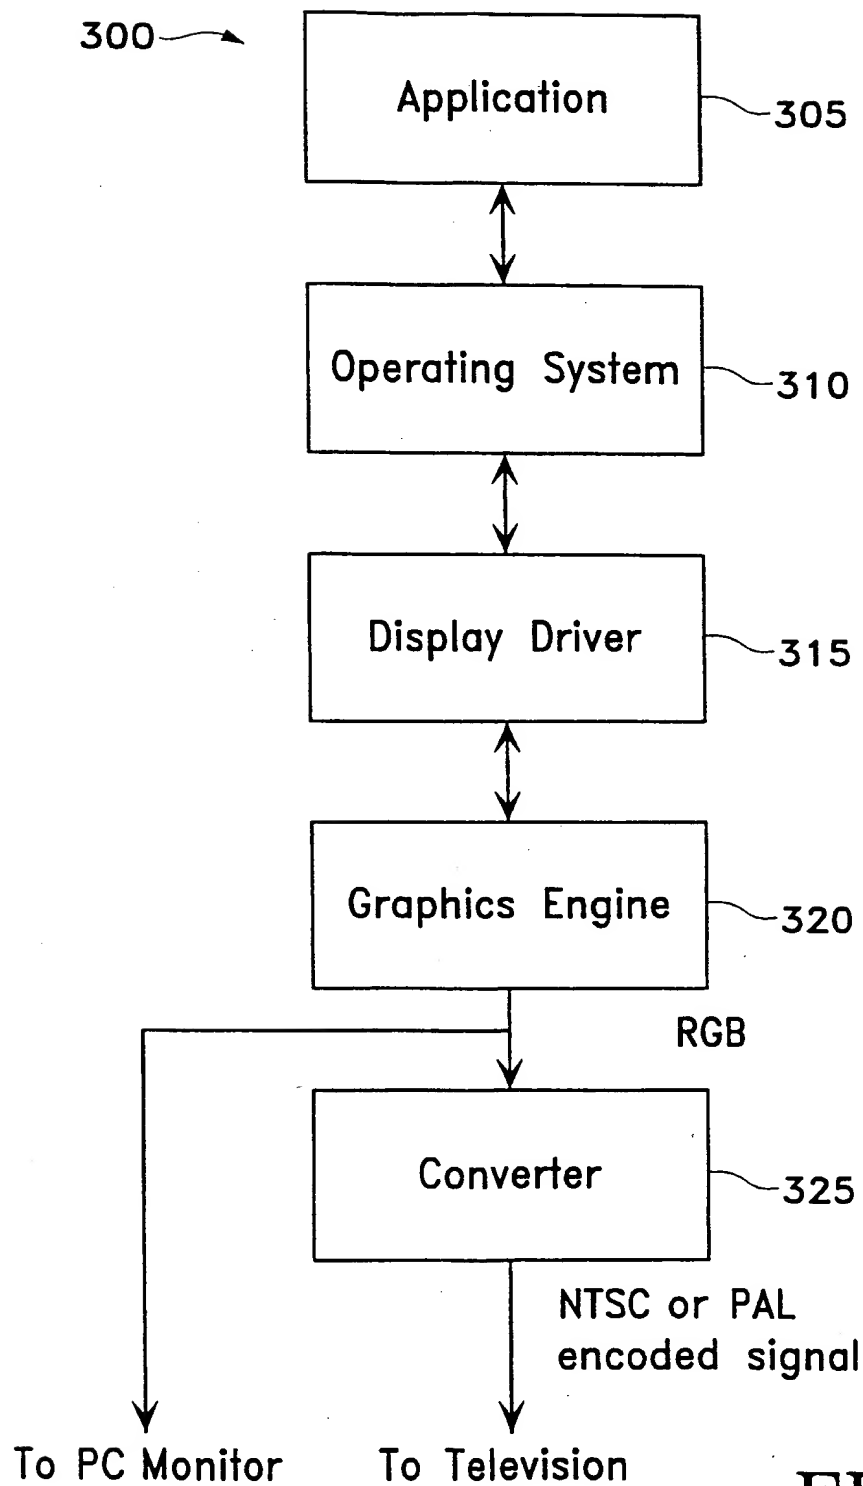 300
Application
305
Operating System
310
Display Driver
315
Graphics Engine
320
RGB
Converter
325
NTSC or PAL
encoded signal
To PC Monitor
To Television